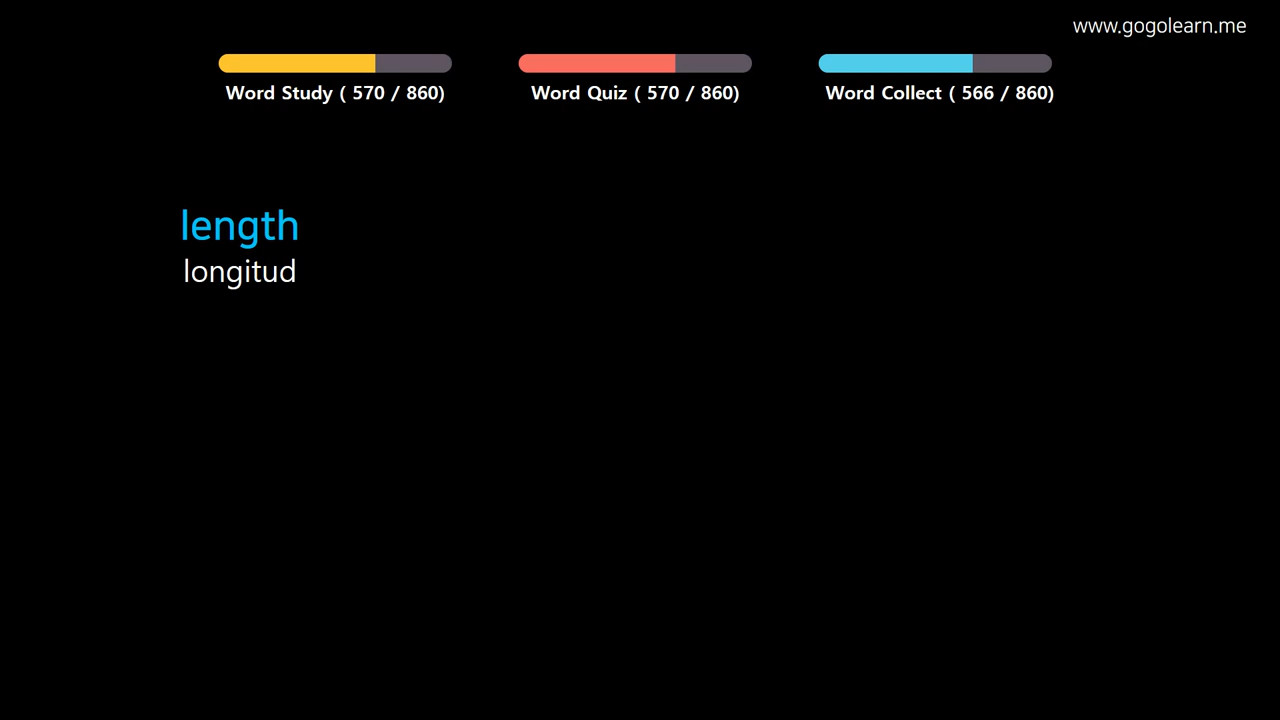 www.gogolearn.me
Word Study ( 570 / 860)
Word Quiz ( 570 / 860)
Word Collect ( 566 / 860)
length
longitud